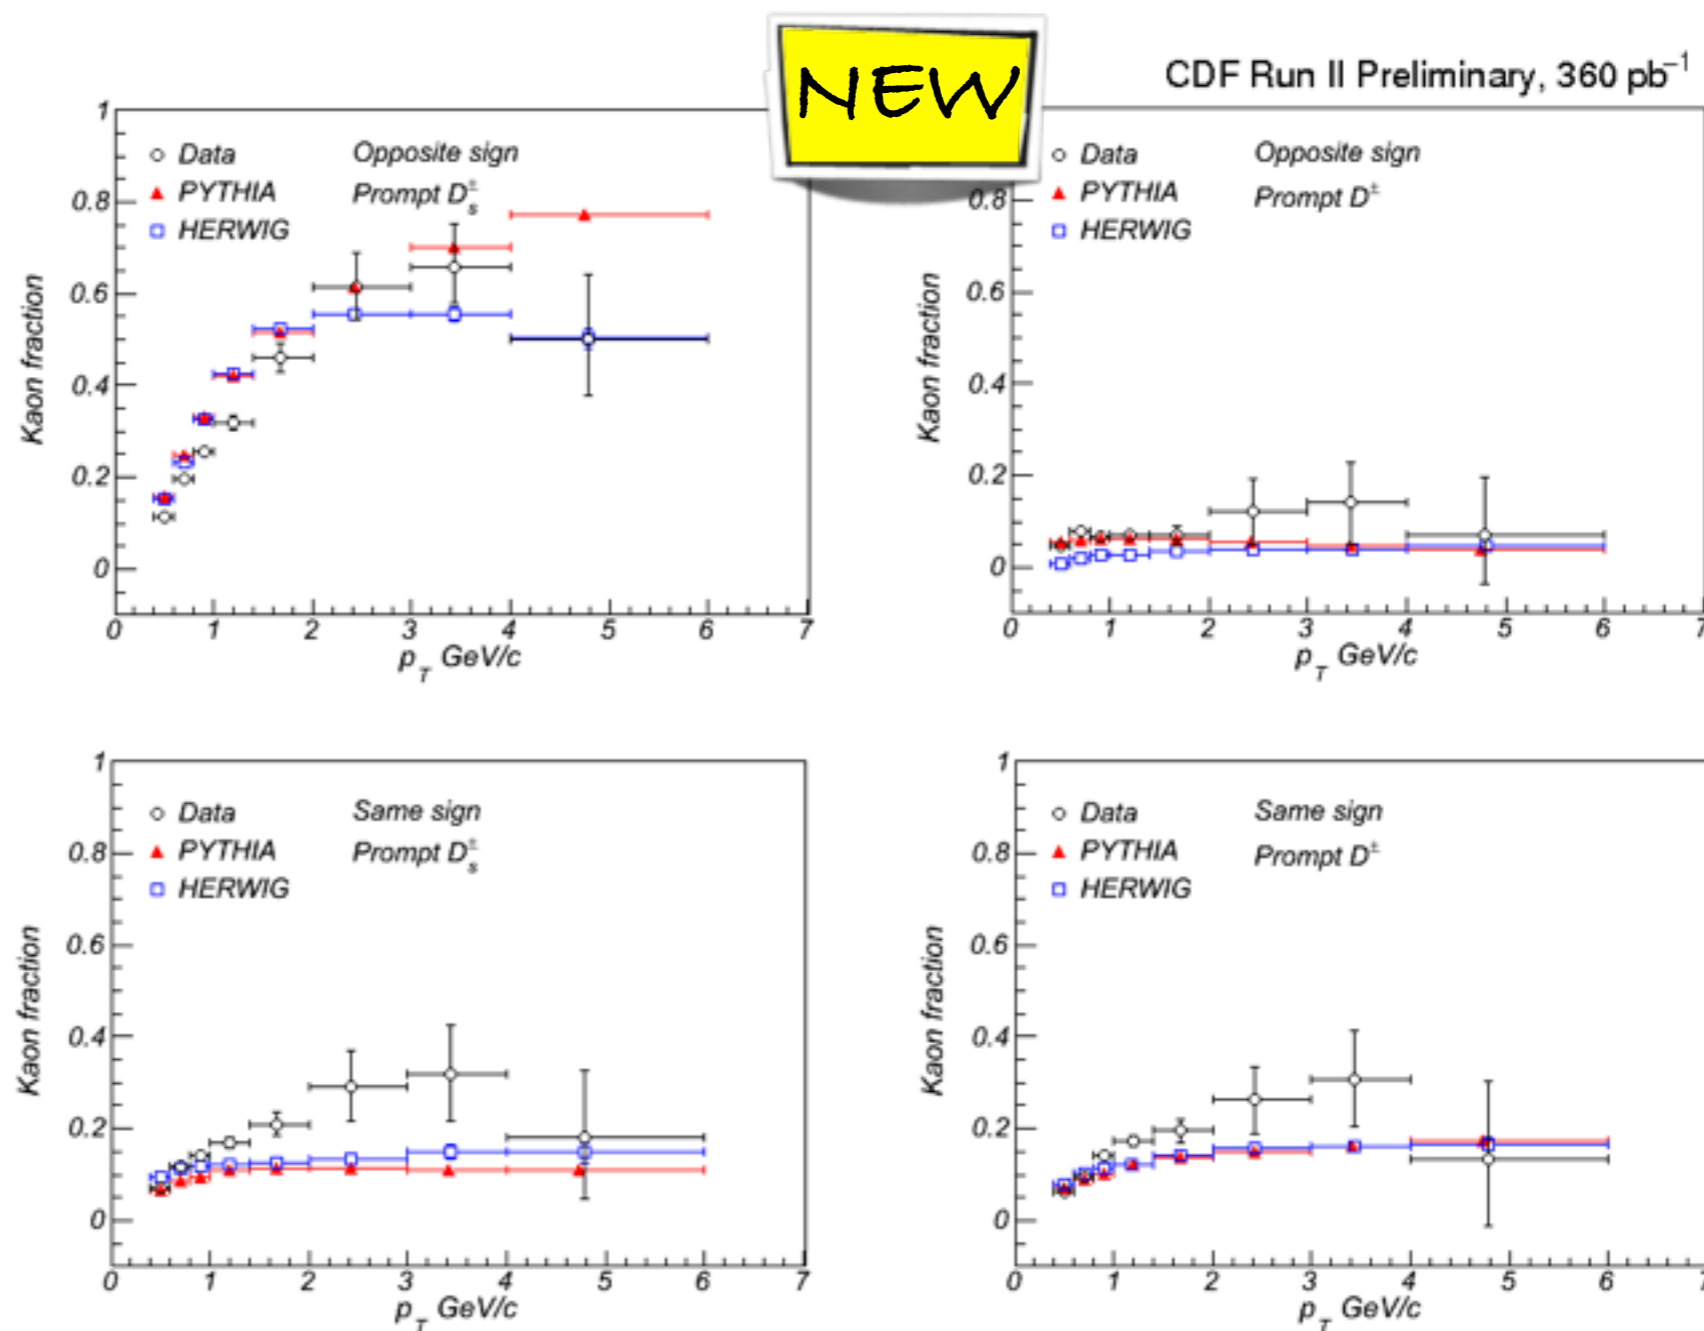 NEW
CDF Run II Preliminary, 360 pb⁻¹
1
0.8
0.6
0.4
0.2
0
Kaon fraction
Data
PYTHIA
HERWIG
Opposite sign
Prompt D±s
0 1 2 3 4 5 6 7
pT GeV/c
0.8
0.6
0.4
0.2
0
Kaon fraction
Data
PYTHIA
HERWIG
Opposite sign
Prompt D±
0 1 2 3 4 5 6 7
pT GeV/c
1
0.8
0.6
0.4
0.2
0
Kaon fraction
Data
PYTHIA
HERWIG
Same sign
Prompt D±s
0 1 2 3 4 5 6 7
pT GeV/c
1
0.8
0.6
0.4
0.2
0
Kaon fraction
Data
PYTHIA
HERWIG
Same sign
Prompt D±
0 1 2 3 4 5 6 7
pT GeV/c